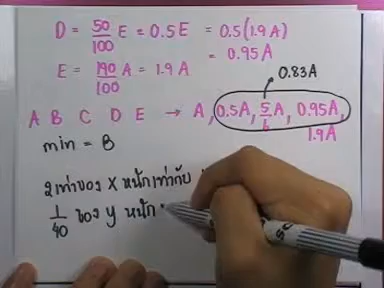 D = 50/100 E = 0.5E = 0.5(1.9A)
= 0.95A
E = 190/100 A = 1.9A
0.83A
A B C D E → A, 0.5A, 5/6 A, 0.95A,
1.9A
min = B
2เท่าของ X หนักเท่ากับ
1/40 ของ y หนัก